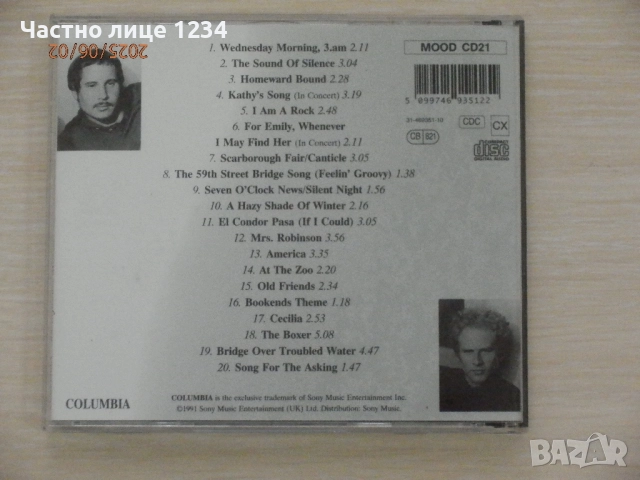 Частно лице 1234
2025/06/02
1. Wednesday Morning, 3.am 2.11
2. The Sound Of Silence 3.04
3. Homeward Bound 2.28
4. Kathy's Song (In Concert) 3.19
5. I Am A Rock 2.48
6. For Emily, Whenever
I May Find Her (In Concert) 2.11
7. Scarborough Fair/Canticle 3.05
8. The 59th Street Bridge Song (Feelin' Groovy) 1.38
9. Seven O'Clock News/Silent Night 1.56
10. A Hazy Shade Of Winter 2.16
11. El Condor Pasa (If I Could) 3.05
12. Mrs. Robinson 3.56
13. America 3.35
14. At The Zoo 2.20
15. Old Friends 2.34
16. Bookends Theme 1.18
17. Cecilia 2.53
18. The Boxer 5.08
19. Bridge Over Troubled Water 4.47
20. Song For The Asking 1.47
MOOD CD21
5 099746 935122
CDC CX
CB 821
disc
DIGITAL AUDIO
COLUMBIA
COLUMBIA is the exclusive trademark of Sony Music Entertainment Inc.
©1991 Sony Music Entertainment (UK) Ltd. Distribution: Sony Music.
BAZAR